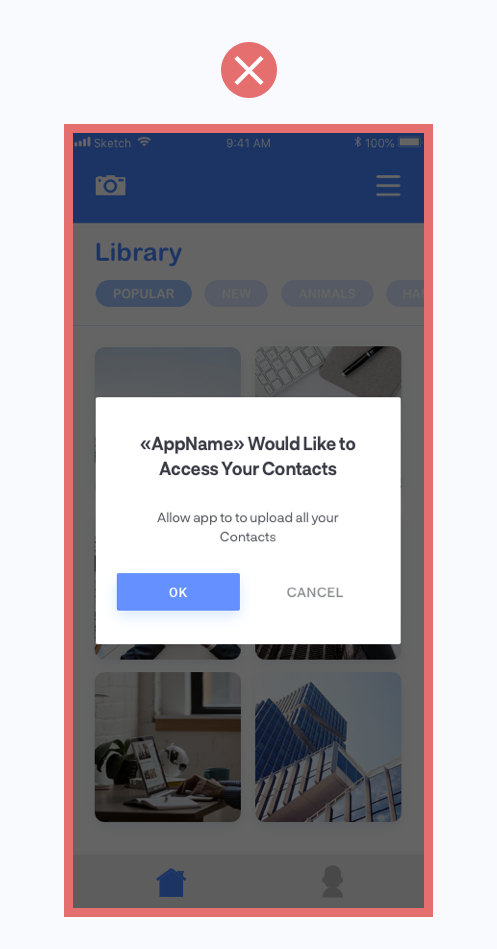 Sketch 9:41 AM 100%
Library
POPULAR NEW ANIMALS
«AppName» Would Like to
Access Your Contacts
Allow app to to upload all your
Contacts
OK CANCEL